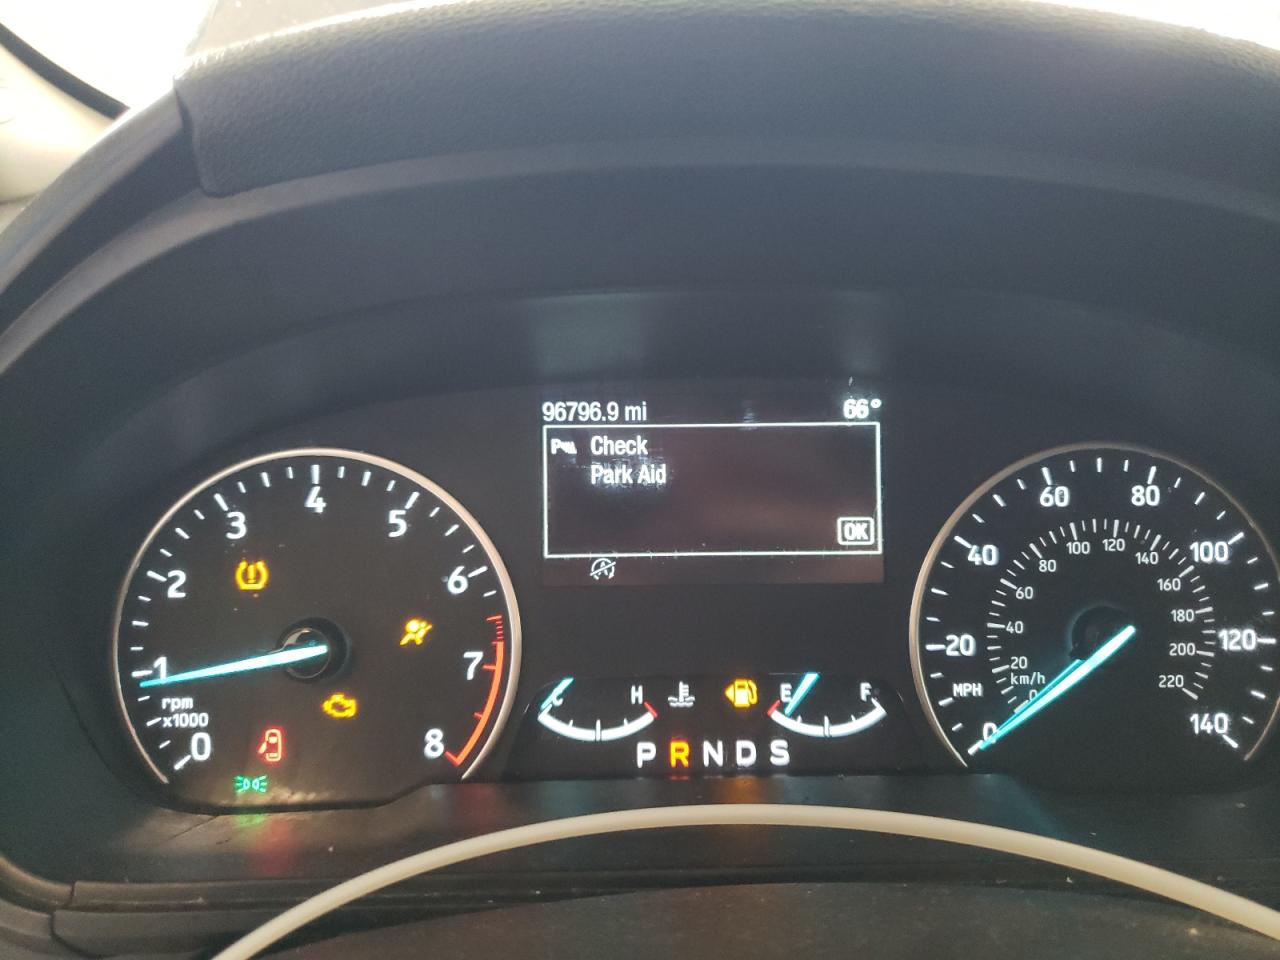 96796.9 mi 66°
P Check
Park Aid
OK
0 1 2 3 4 5 6 7 8
rpm
x1000
C H
E F
P R N D S
0 20 40 60 80 100 120 140
MPH
0 20 40 60 80 100 120 140 160 180 200 220
km/h